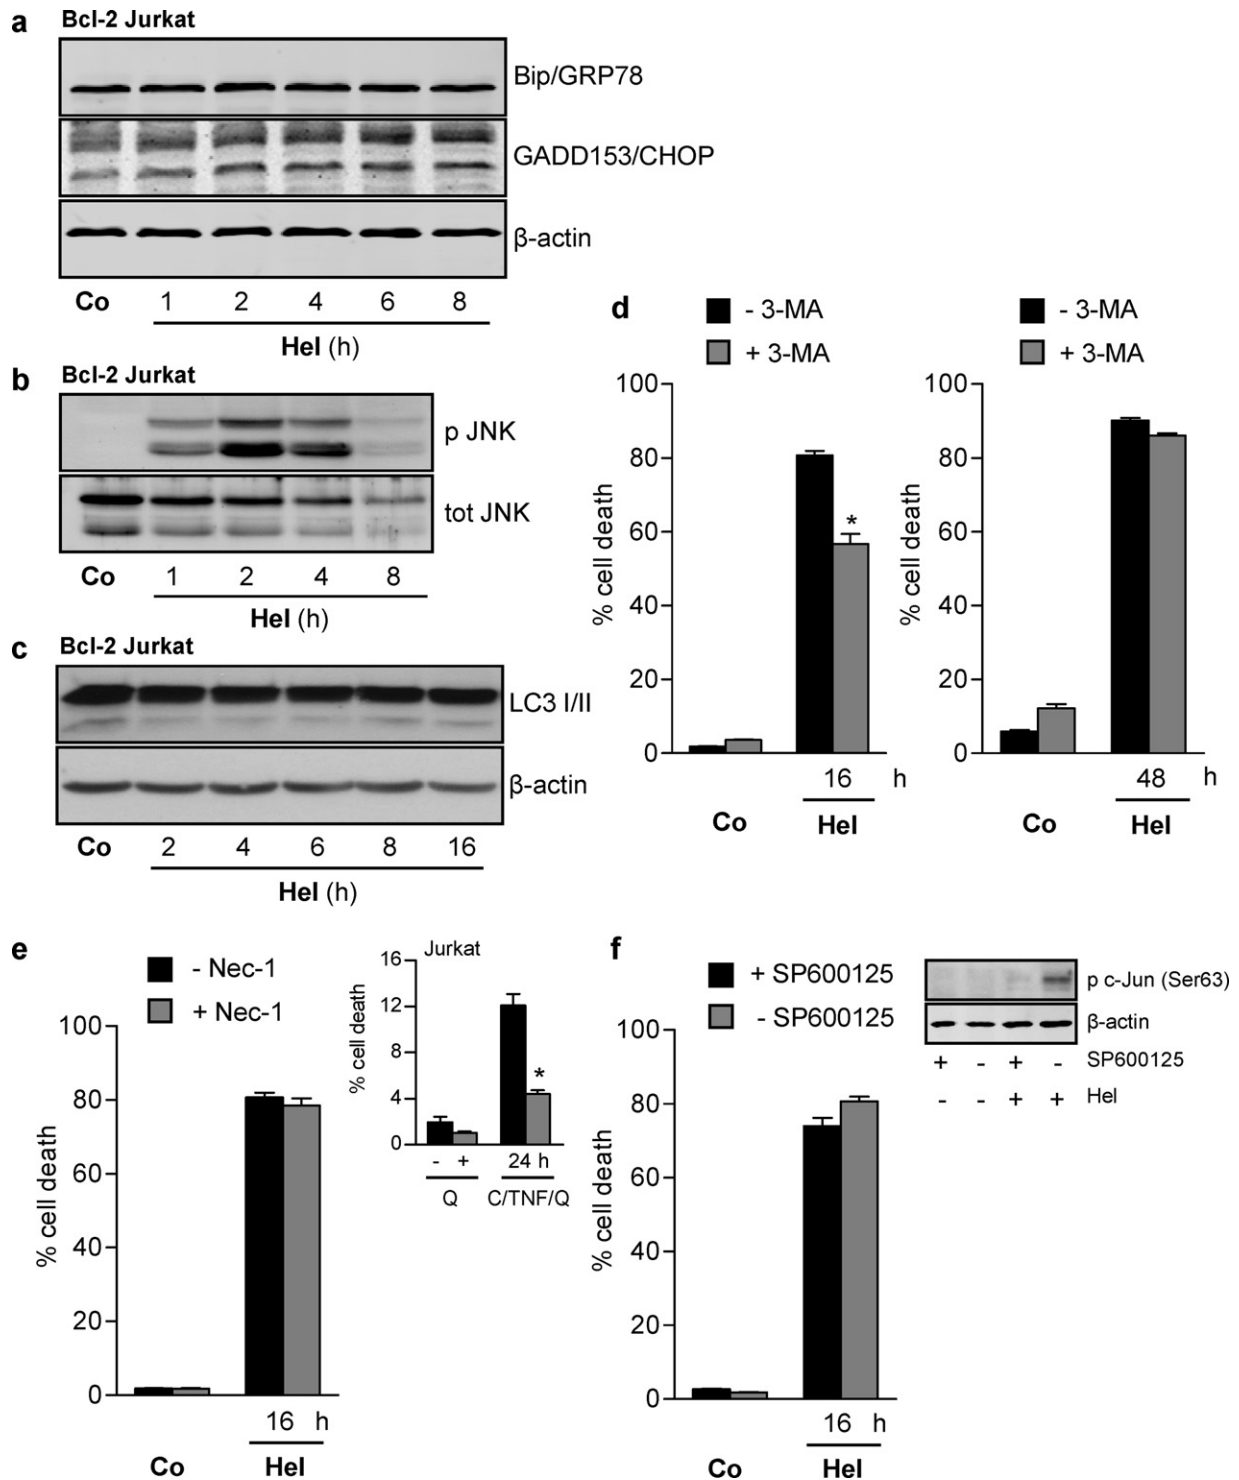 a
Bcl-2 Jurkat
Bip/GRP78
GADD153/CHOP
β-actin
Co 1 2 4 6 8
Hel (h)
b
Bcl-2 Jurkat
p JNK
tot JNK
Co 1 2 4 8
Hel (h)
c
Bcl-2 Jurkat
LC3 I/II
β-actin
Co 2 4 6 8 16
Hel (h)
d
- 3-MA
+ 3-MA
100
80
60
40
20
0
% cell death
*
16 h
Co Hel
- 3-MA
+ 3-MA
100
80
60
40
20
0
% cell death
48 h
Co Hel
e
- Nec-1
+ Nec-1
100
80
60
40
20
0
% cell death
16 h
Co Hel
Jurkat
16
12
8
4
0
% cell death
*
- + 24 h
Q C/TNF/Q
f
+ SP600125
- SP600125
100
80
60
40
20
0
% cell death
16 h
Co Hel
p c-Jun (Ser63)
β-actin
+ - + - SP600125
- - + + Hel